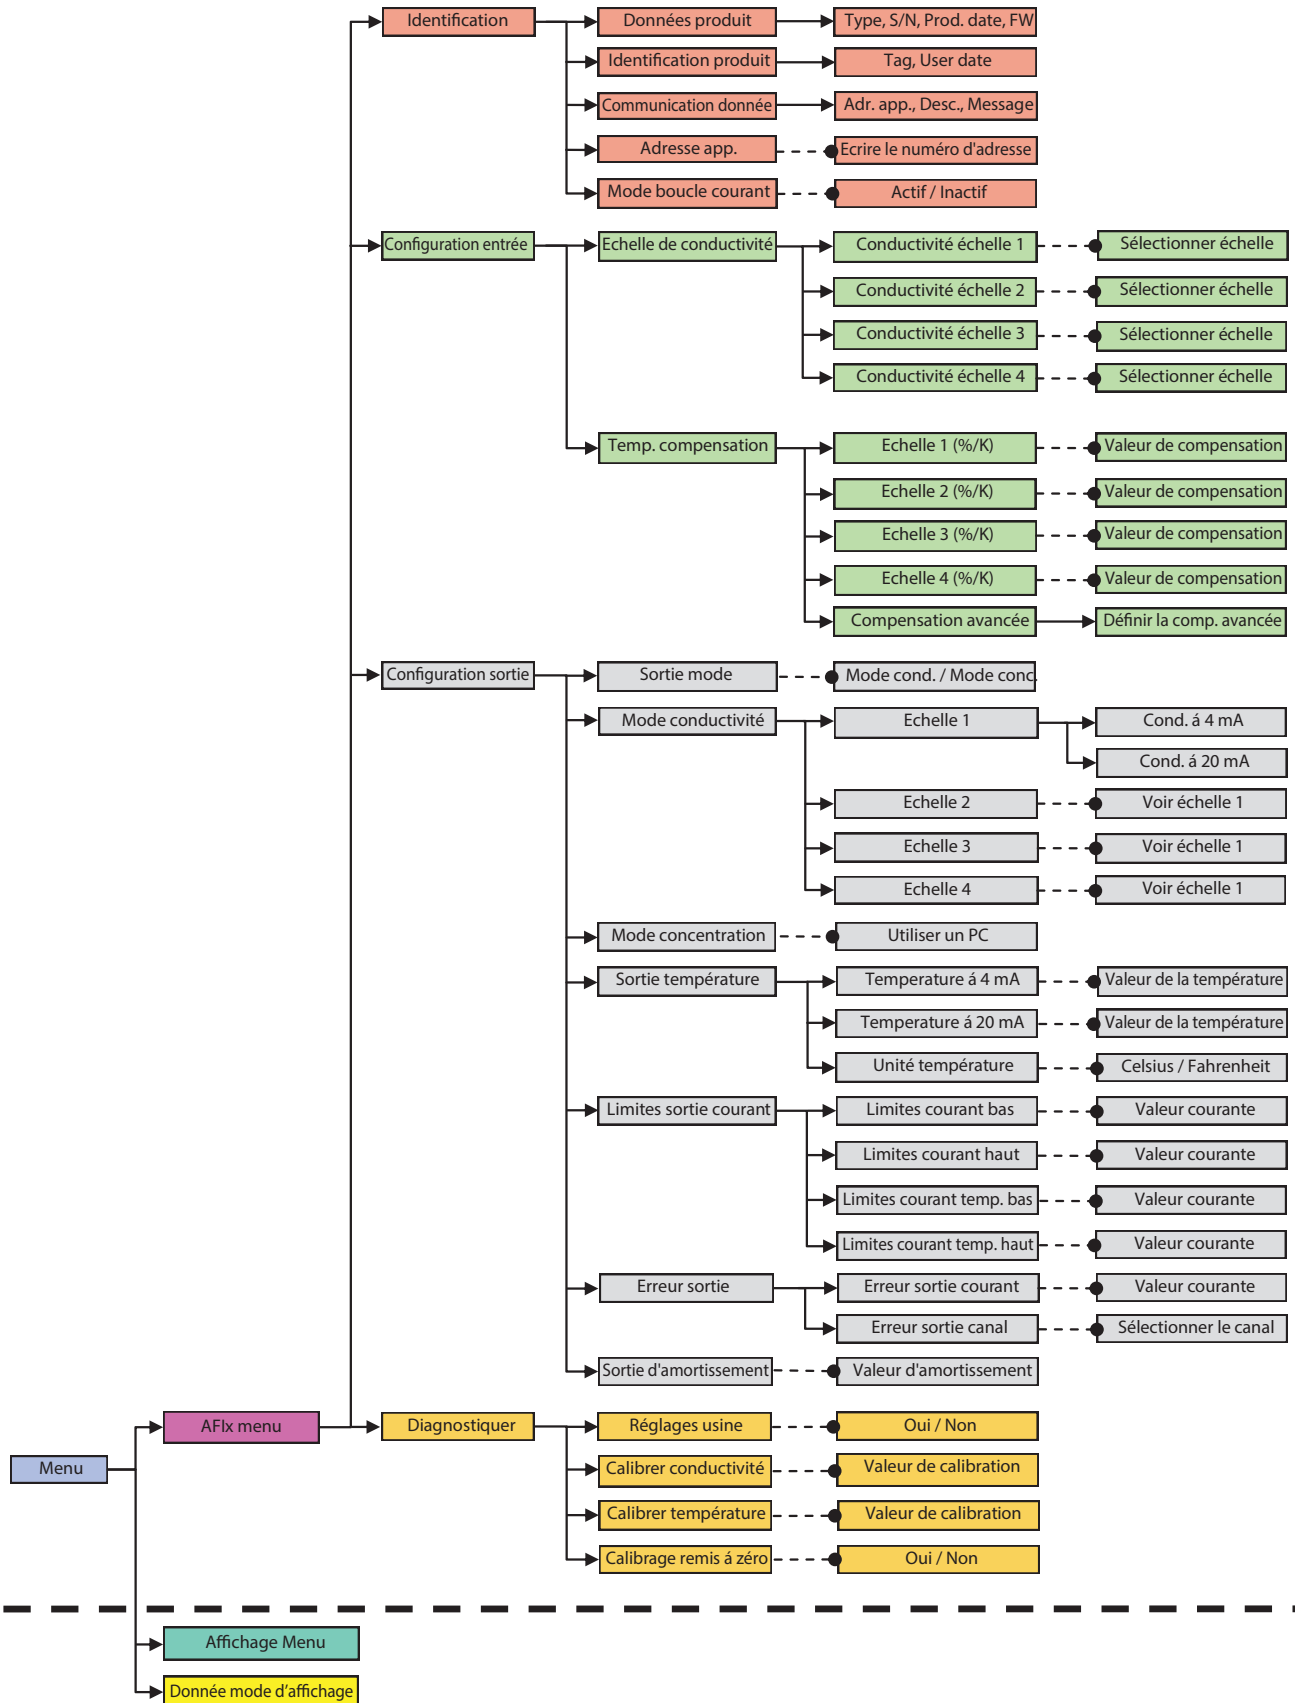 Identification
Données produit
Type, S/N, Prod. date, FW
Identification produit
Tag, User date
Communication donnée
Adr. app., Desc., Message
Adresse app.
Ecrire le numéro d'adresse
Mode boucle courant
Actif / Inactif
Configuration entrée
Echelle de conductivité
Conductivité échelle 1
Sélectionner échelle
Conductivité échelle 2
Sélectionner échelle
Conductivité échelle 3
Sélectionner échelle
Conductivité échelle 4
Sélectionner échelle
Temp. compensation
Echelle 1 (%/K)
Valeur de compensation
Echelle 2 (%/K)
Valeur de compensation
Echelle 3 (%/K)
Valeur de compensation
Echelle 4 (%/K)
Valeur de compensation
Compensation avancée
Définir la comp. avancée
Configuration sortie
Sortie mode
Mode cond. / Mode conc.
Mode conductivité
Echelle 1
Cond. á 4 mA
Cond. á 20 mA
Echelle 2
Voir échelle 1
Echelle 3
Voir échelle 1
Echelle 4
Voir échelle 1
Mode concentration
Utiliser un PC
Sortie température
Temperature á 4 mA
Valeur de la température
Temperature á 20 mA
Valeur de la température
Unité température
Celsius / Fahrenheit
Limites sortie courant
Limites courant bas
Valeur courante
Limites courant haut
Valeur courante
Limites courant temp. bas
Valeur courante
Limites courant temp. haut
Valeur courante
Erreur sortie
Erreur sortie courant
Valeur courante
Erreur sortie canal
Sélectionner le canal
Sortie d'amortissement
Valeur d'amortissement
AFIx menu
Diagnostiquer
Réglages usine
Oui / Non
Menu
Calibrer conductivité
Valeur de calibration
Calibrer température
Valeur de calibration
Calibrage remis á zéro
Oui / Non
Affichage Menu
Donnée mode d'affichage